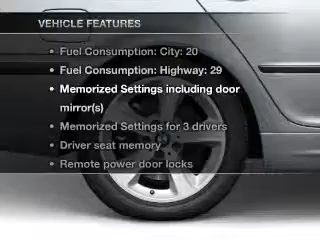 VEHICLE FEATURES
• Fuel Consumption: City: 20
• Fuel Consumption: Highway: 29
• Memorized Settings including door
mirror(s)
• Memorized Settings for 3 drivers
• Driver seat memory
• Remote power door locks